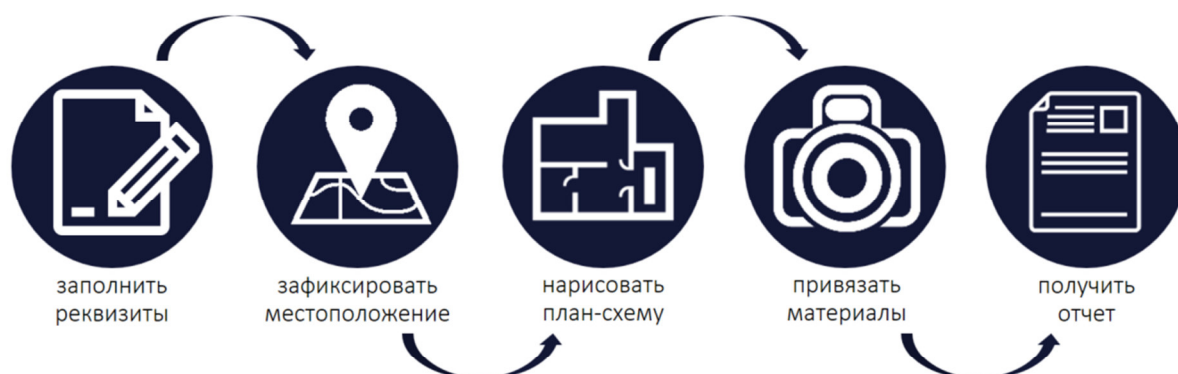 заполнить
реквизиты
зафиксировать
местоположение
нарисовать
план-схему
привязать
материалы
получить
отчет